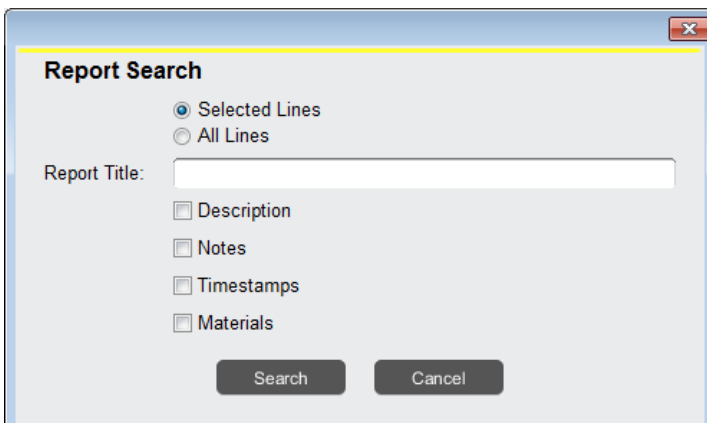 Report Search
Selected Lines
All Lines
Report Title:
Description
Notes
Timestamps
Materials
Search Cancel